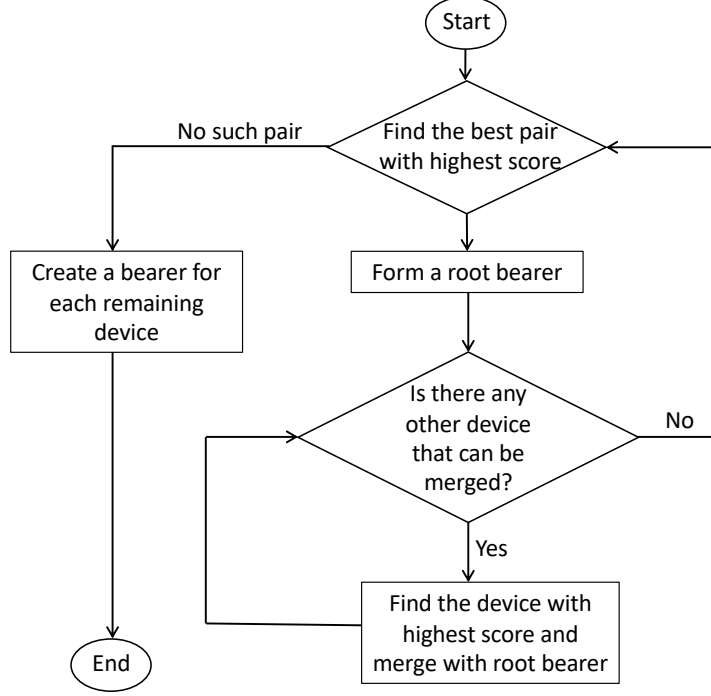 Start
Find the best pair
with highest score
No such pair
Create a bearer for
each remaining
device
Form a root bearer
Is there any
other device
that can be
merged?
No
Yes
Find the device with
highest score and
merge with root bearer
End